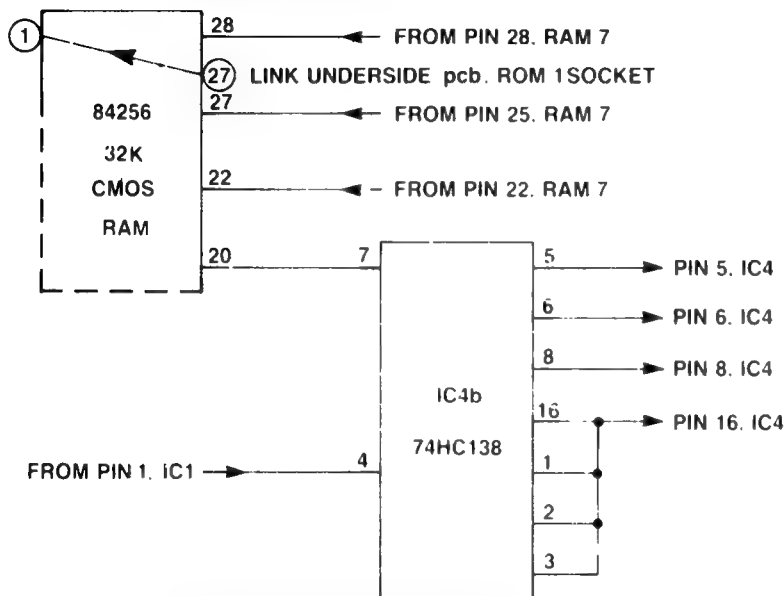 1 28 FROM PIN 28. RAM 7
27 LINK UNDERSIDE pcb. ROM 1 SOCKET
27 FROM PIN 25. RAM 7
84256
32K
CMOS
RAM
22 FROM PIN 22. RAM 7
20 7 5 PIN 5. IC4
6 PIN 6. IC4
8 PIN 8. IC4
IC4b
74HC138
16 PIN 16. IC4
FROM PIN 1. IC1 4 1
2
3